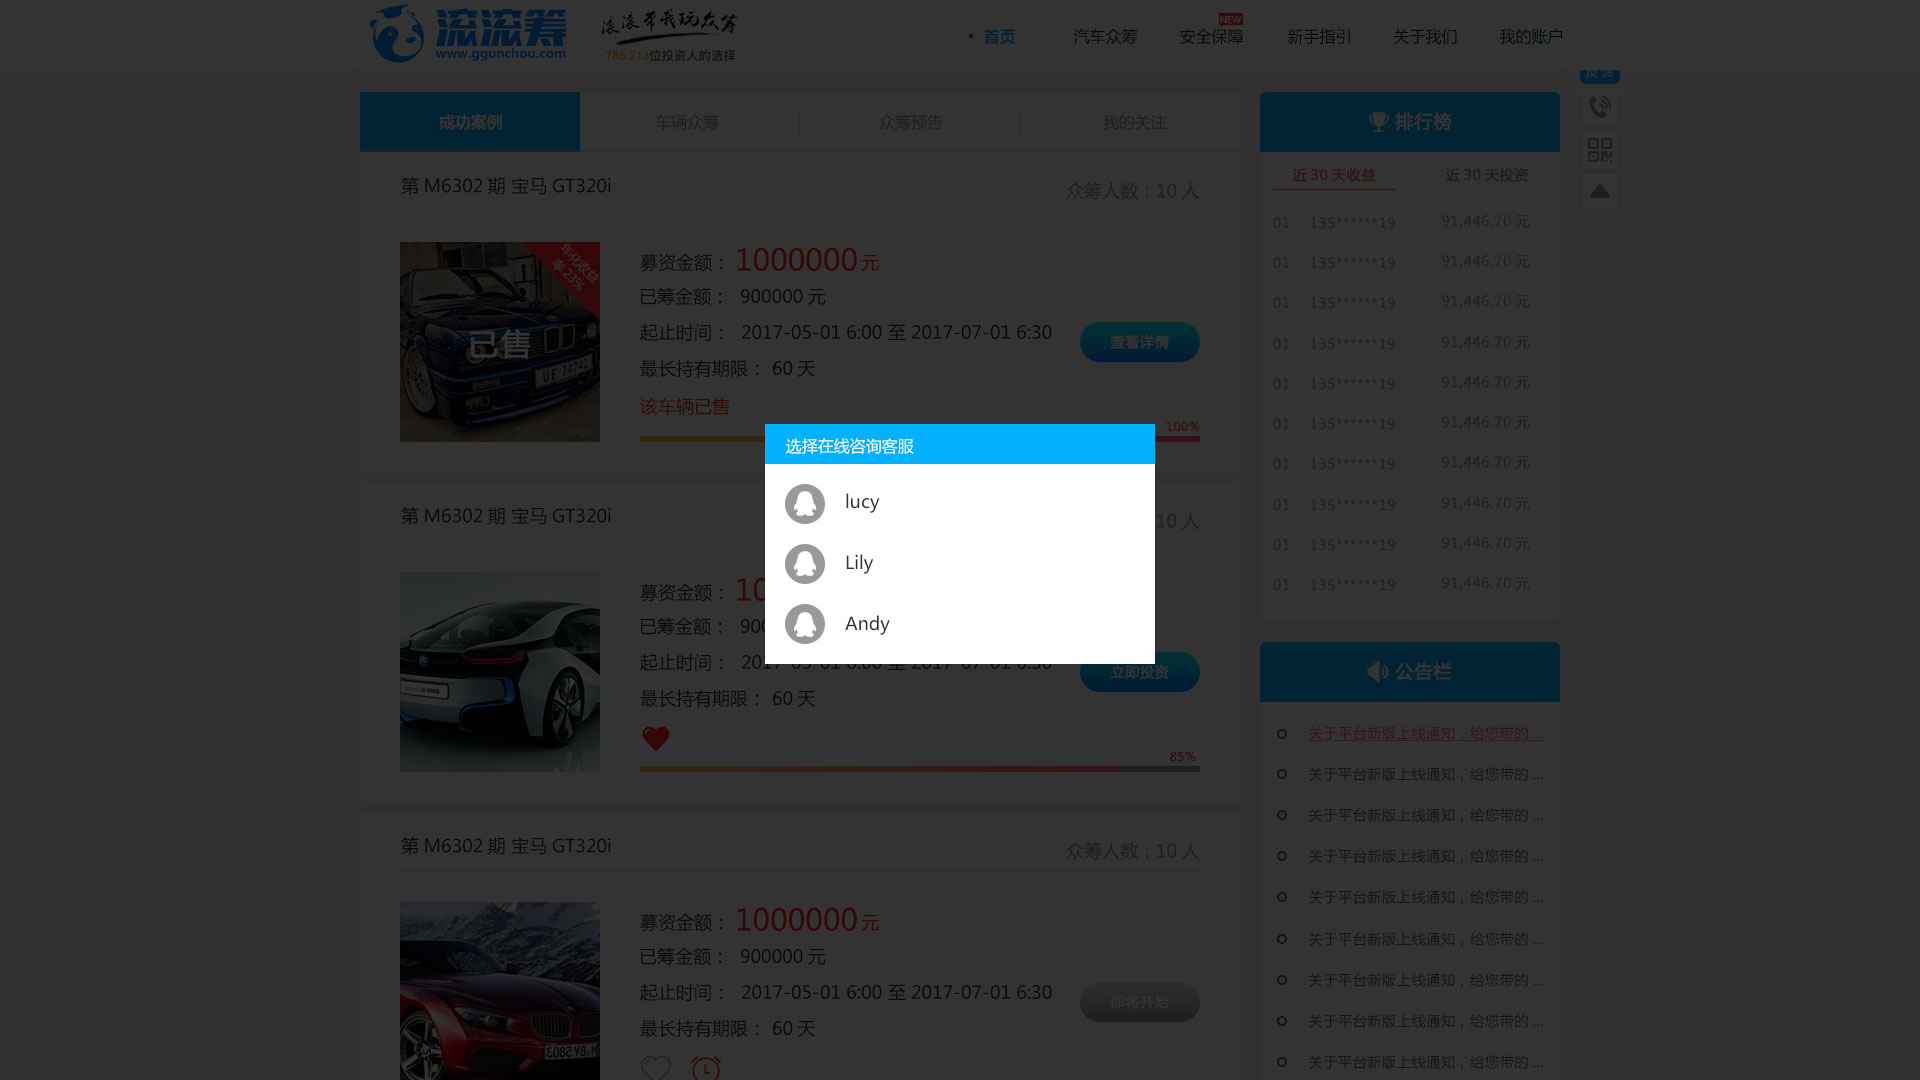 滚滚筹
www.ggunchou.com
滚滚筹带我玩众筹
785,213位投资人的选择
首页
汽车众筹
安全保障
NEW
新手指引
关于我们
我的账户
成功案例
车辆众筹
众筹预告
我的关注
第 M6302 期 宝马 GT320i
众筹人数：10 人
年化收益
率 23%
已售
UE 74742
募资金额： 1000000 元
已筹金额： 900000 元
起止时间： 2017-05-01 6:00 至 2017-07-01 6:30
最长持有期限： 60 天
查看详情
该车辆已售
100%
选择在线咨询客服
lucy
Lily
Andy
第 M6302 期 宝马 GT320i
10 人
募资金额： 10
已筹金额： 900
起止时间： 2017-05-01 6:00 至 2017-07-01 6:30
最长持有期限： 60 天
立即投资
85%
第 M6302 期 宝马 GT320i
众筹人数：10 人
募资金额： 1000000 元
已筹金额： 900000 元
起止时间： 2017-05-01 6:00 至 2017-07-01 6:30
最长持有期限： 60 天
即将开始
排行榜
近 30 天收益
近 30 天投资
01 135******19 91,446.70 元
01 135******19 91,446.70 元
01 135******19 91,446.70 元
01 135******19 91,446.70 元
01 135******19 91,446.70 元
01 135******19 91,446.70 元
01 135******19 91,446.70 元
01 135******19 91,446.70 元
01 135******19 91,446.70 元
01 135******19 91,446.70 元
公告栏
关于平台新版上线通知，给您带的 ...
关于平台新版上线通知，给您带的 ...
关于平台新版上线通知，给您带的 ...
关于平台新版上线通知，给您带的 ...
关于平台新版上线通知，给您带的 ...
关于平台新版上线通知，给您带的 ...
关于平台新版上线通知，给您带的 ...
关于平台新版上线通知，给您带的 ...
关于平台新版上线通知，给您带的 ...